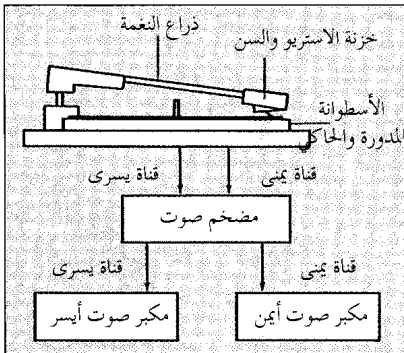 ذراع النغمة
خزنة الاستريو والسن
الأسطوانة
المدورة والحاكي
قناة يمنى
قناة يسرى
مضخم صوت
قناة يمنى
قناة يسرى
مكبر صوت أيمن
مكبر صوت أيسر